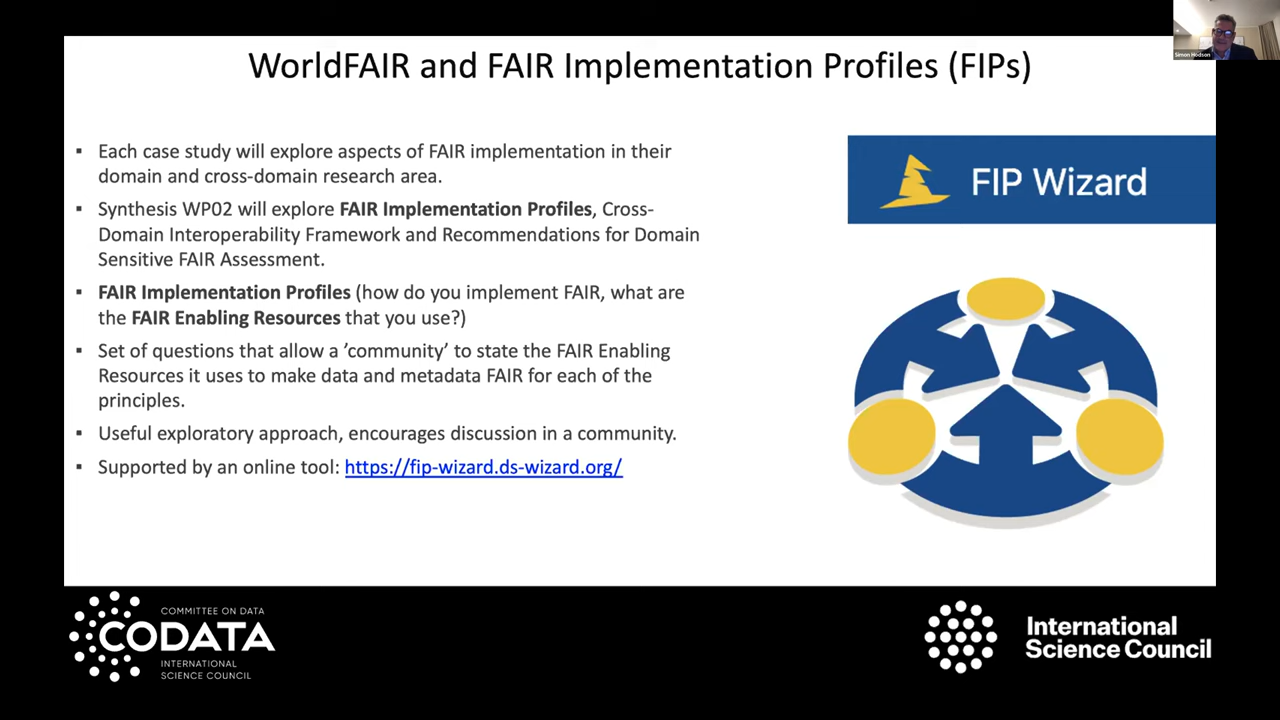 Simon Hodson
WorldFAIR and FAIR Implementation Profiles (FIPs)
▪ Each case study will explore aspects of FAIR implementation in their
domain and cross-domain research area.
▪ Synthesis WP02 will explore FAIR Implementation Profiles, Cross-
Domain Interoperability Framework and Recommendations for Domain
Sensitive FAIR Assessment.
▪ FAIR Implementation Profiles (how do you implement FAIR, what are
the FAIR Enabling Resources that you use?)
▪ Set of questions that allow a ’community’ to state the FAIR Enabling
Resources it uses to make data and metadata FAIR for each of the
principles.
▪ Useful exploratory approach, encourages discussion in a community.
▪ Supported by an online tool: https://fip-wizard.ds-wizard.org/
FIP Wizard
COMMITTEE ON DATA
CODATA
INTERNATIONAL
SCIENCE COUNCIL
International
Science Council